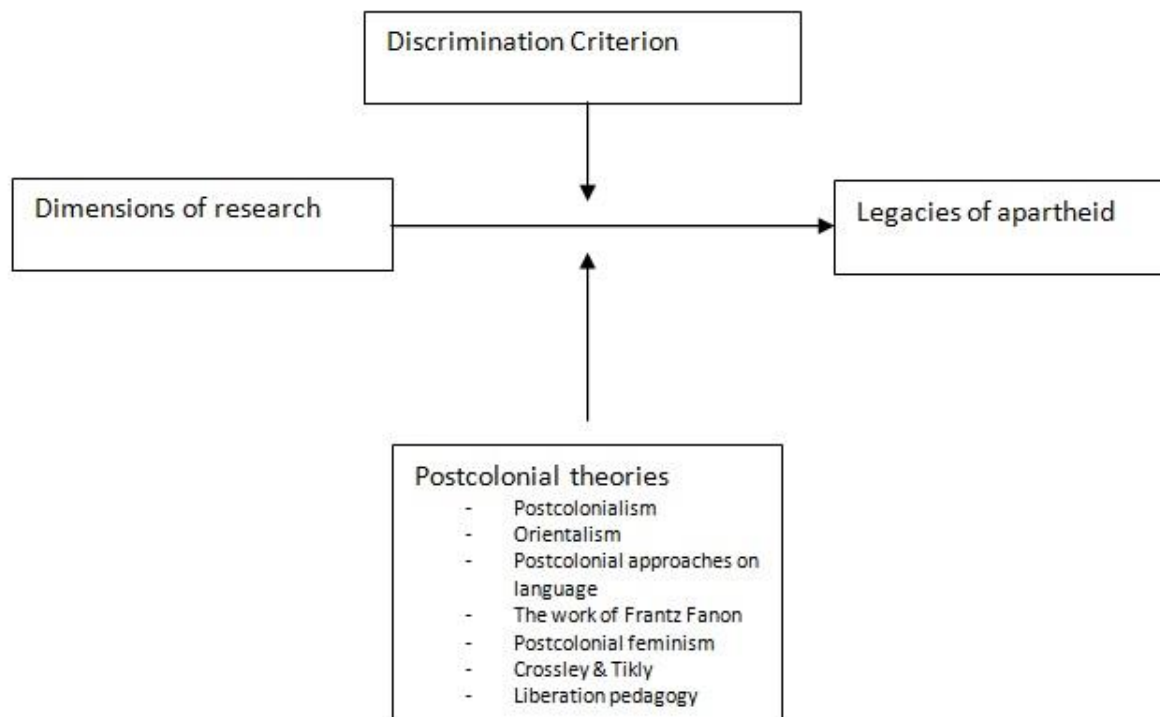 Discrimination Criterion
Dimensions of research
Legacies of apartheid
Postcolonial theories
- Postcolonialism
- Orientalism
- Postcolonial approaches on
language
- The work of Frantz Fanon
- Postcolonial feminism
- Crossley & Tikly
- Liberation pedagogy